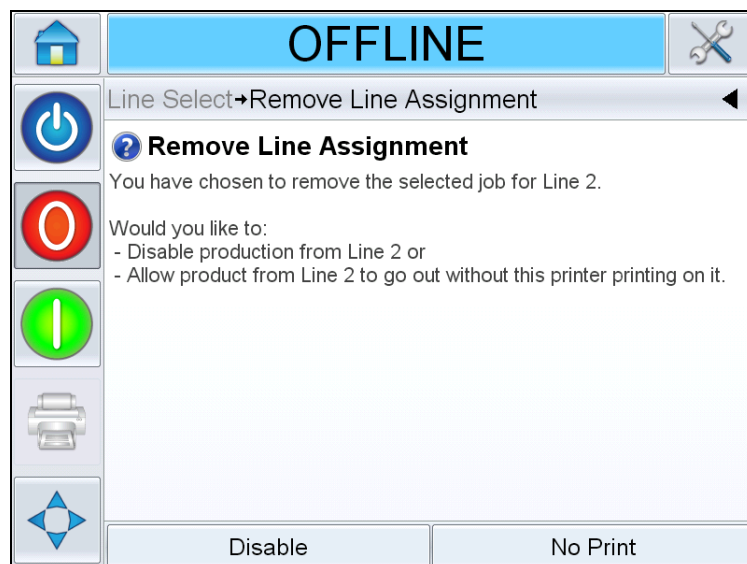 OFFLINE
Line Select→Remove Line Assignment
Remove Line Assignment
You have chosen to remove the selected job for Line 2.
Would you like to:
- Disable production from Line 2 or
- Allow product from Line 2 to go out without this printer printing on it.
Disable
No Print